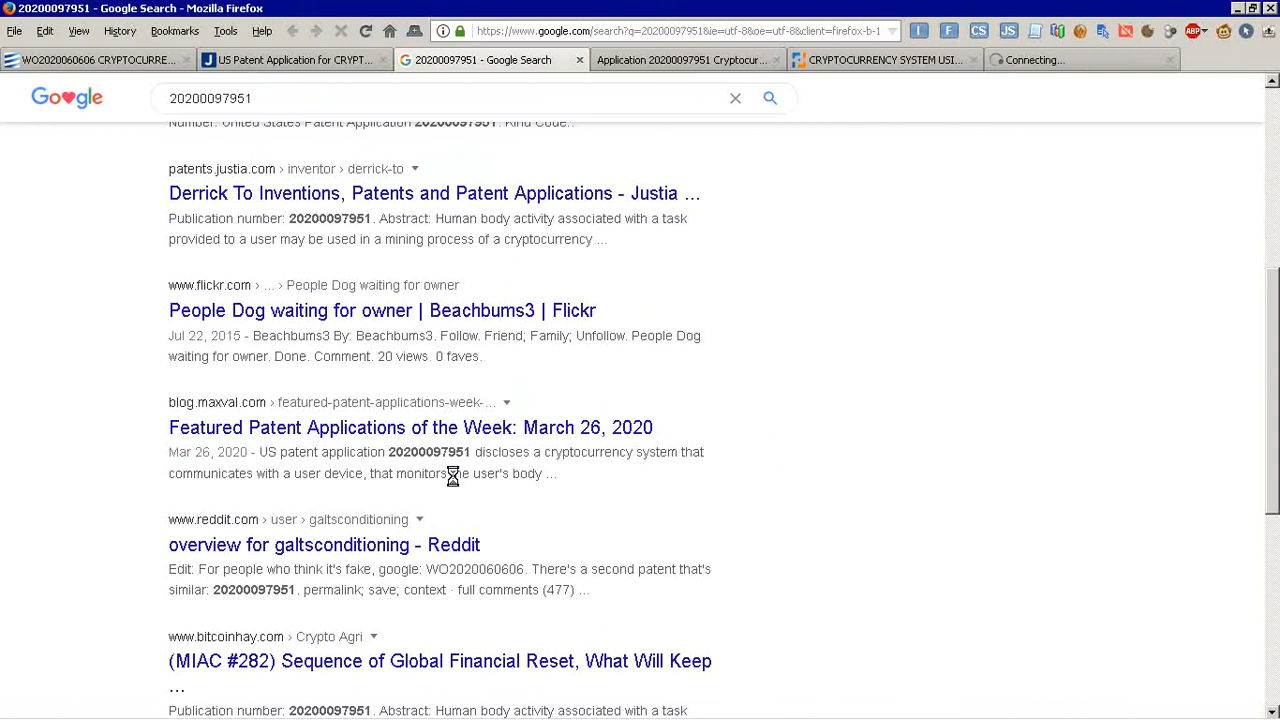 20200097951 - Google Search - Mozilla Firefox
File Edit View History Bookmarks Tools Help
https://www.google.com/search?q=20200097951&ie=utf-8&oe=utf-8&client=firefox-b-1
WO2020060606 CRYPTOCURRE...
US Patent Application for CRYPT...
20200097951 - Google Search
Application 20200097951 Cryptocur...
CRYPTOCURRENCY SYSTEM USI...
Connecting...
Google
20200097951
Number: United States Patent Application 20200097951. Kind Code:.
patents.justia.com › inventor › derrick-to
Derrick To Inventions, Patents and Patent Applications - Justia ...
Publication number: 20200097951. Abstract: Human body activity associated with a task
provided to a user may be used in a mining process of a cryptocurrency ...
www.flickr.com › ... › People Dog waiting for owner
People Dog waiting for owner | Beachbums3 | Flickr
Jul 22, 2015 - Beachbums3 By: Beachbums3. Follow. Friend; Family; Unfollow. People Dog
waiting for owner. Done. Comment. 20 views. 0 faves.
blog.maxval.com › featured-patent-applications-week-...
Featured Patent Applications of the Week: March 26, 2020
Mar 26, 2020 - US patent application 20200097951 discloses a cryptocurrency system that
communicates with a user device, that monitors the user's body ...
www.reddit.com › user › galtsconditioning
overview for galtsconditioning - Reddit
Edit: For people who think it's fake, google: WO2020060606. There's a second patent that's
similar: 20200097951. permalink; save; context · full comments (477) ...
www.bitcoinhay.com › Crypto Agri
(MIAC #282) Sequence of Global Financial Reset, What Will Keep
...
Publication number: 20200097951. Abstract: Human body activity associated with a task